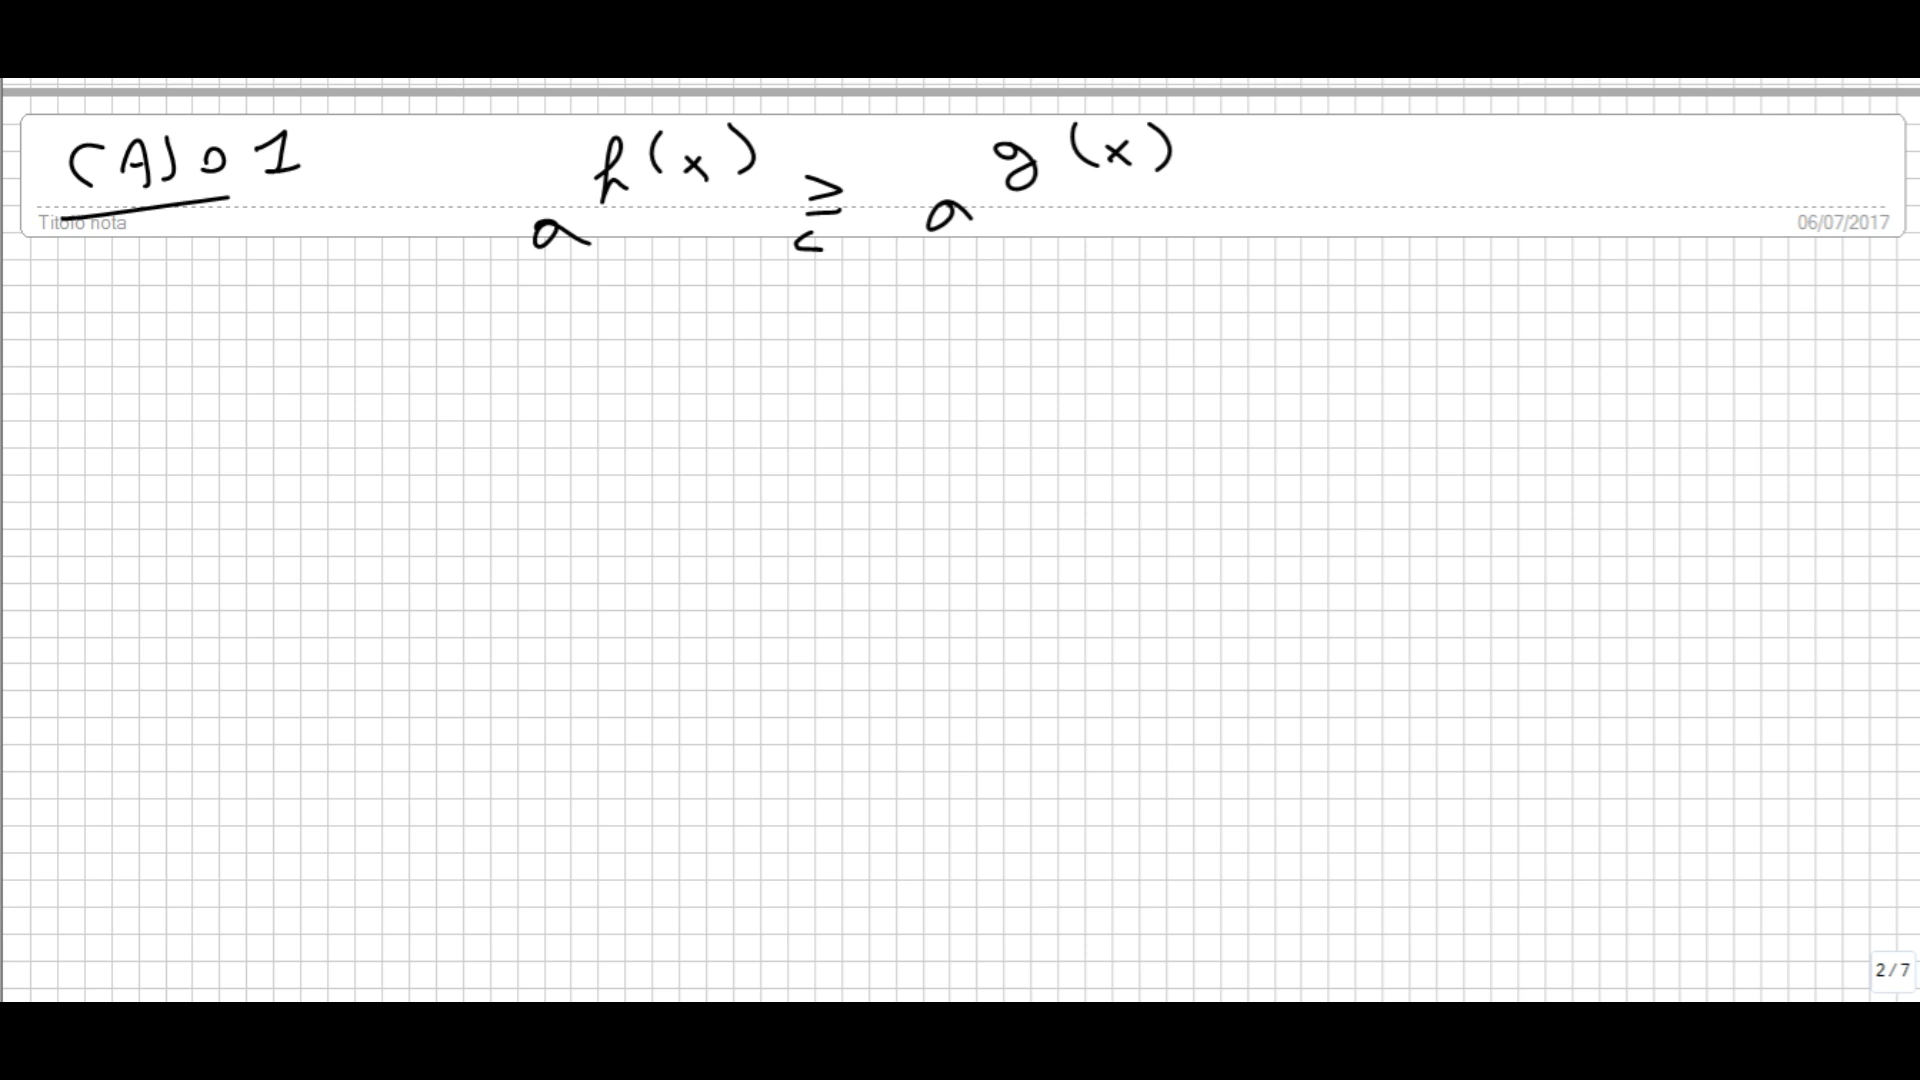 CASO 1 a^f(x) ≥ a^g(x)
<
Titolo nota 06/07/2017
2 / 7